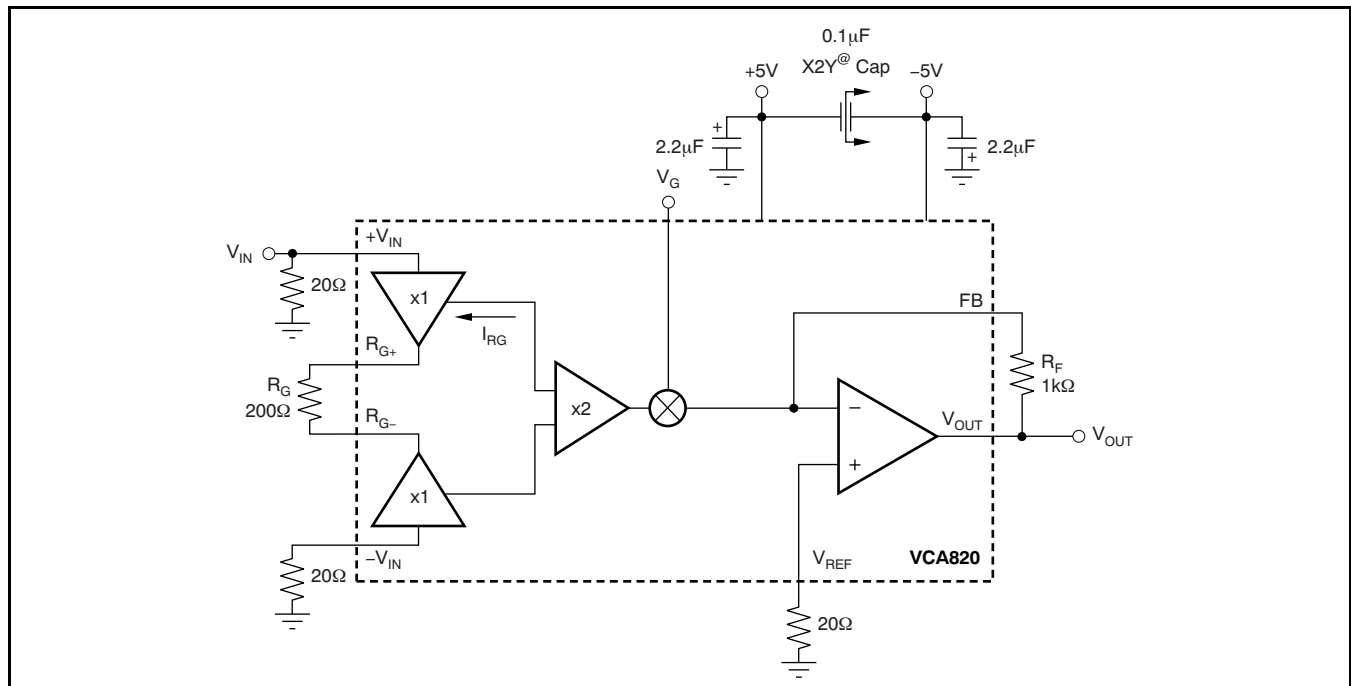 0.1μF
X2Y@ Cap
+5V
−5V
+
2.2μF
2.2μF
+
VG
+VIN
VIN
20Ω
x1
IRG
FB
RG+
RG
200Ω
RF
1kΩ
x2
−
RG−
VOUT
VOUT
+
x1
−VIN
VREF
VCA820
20Ω
20Ω